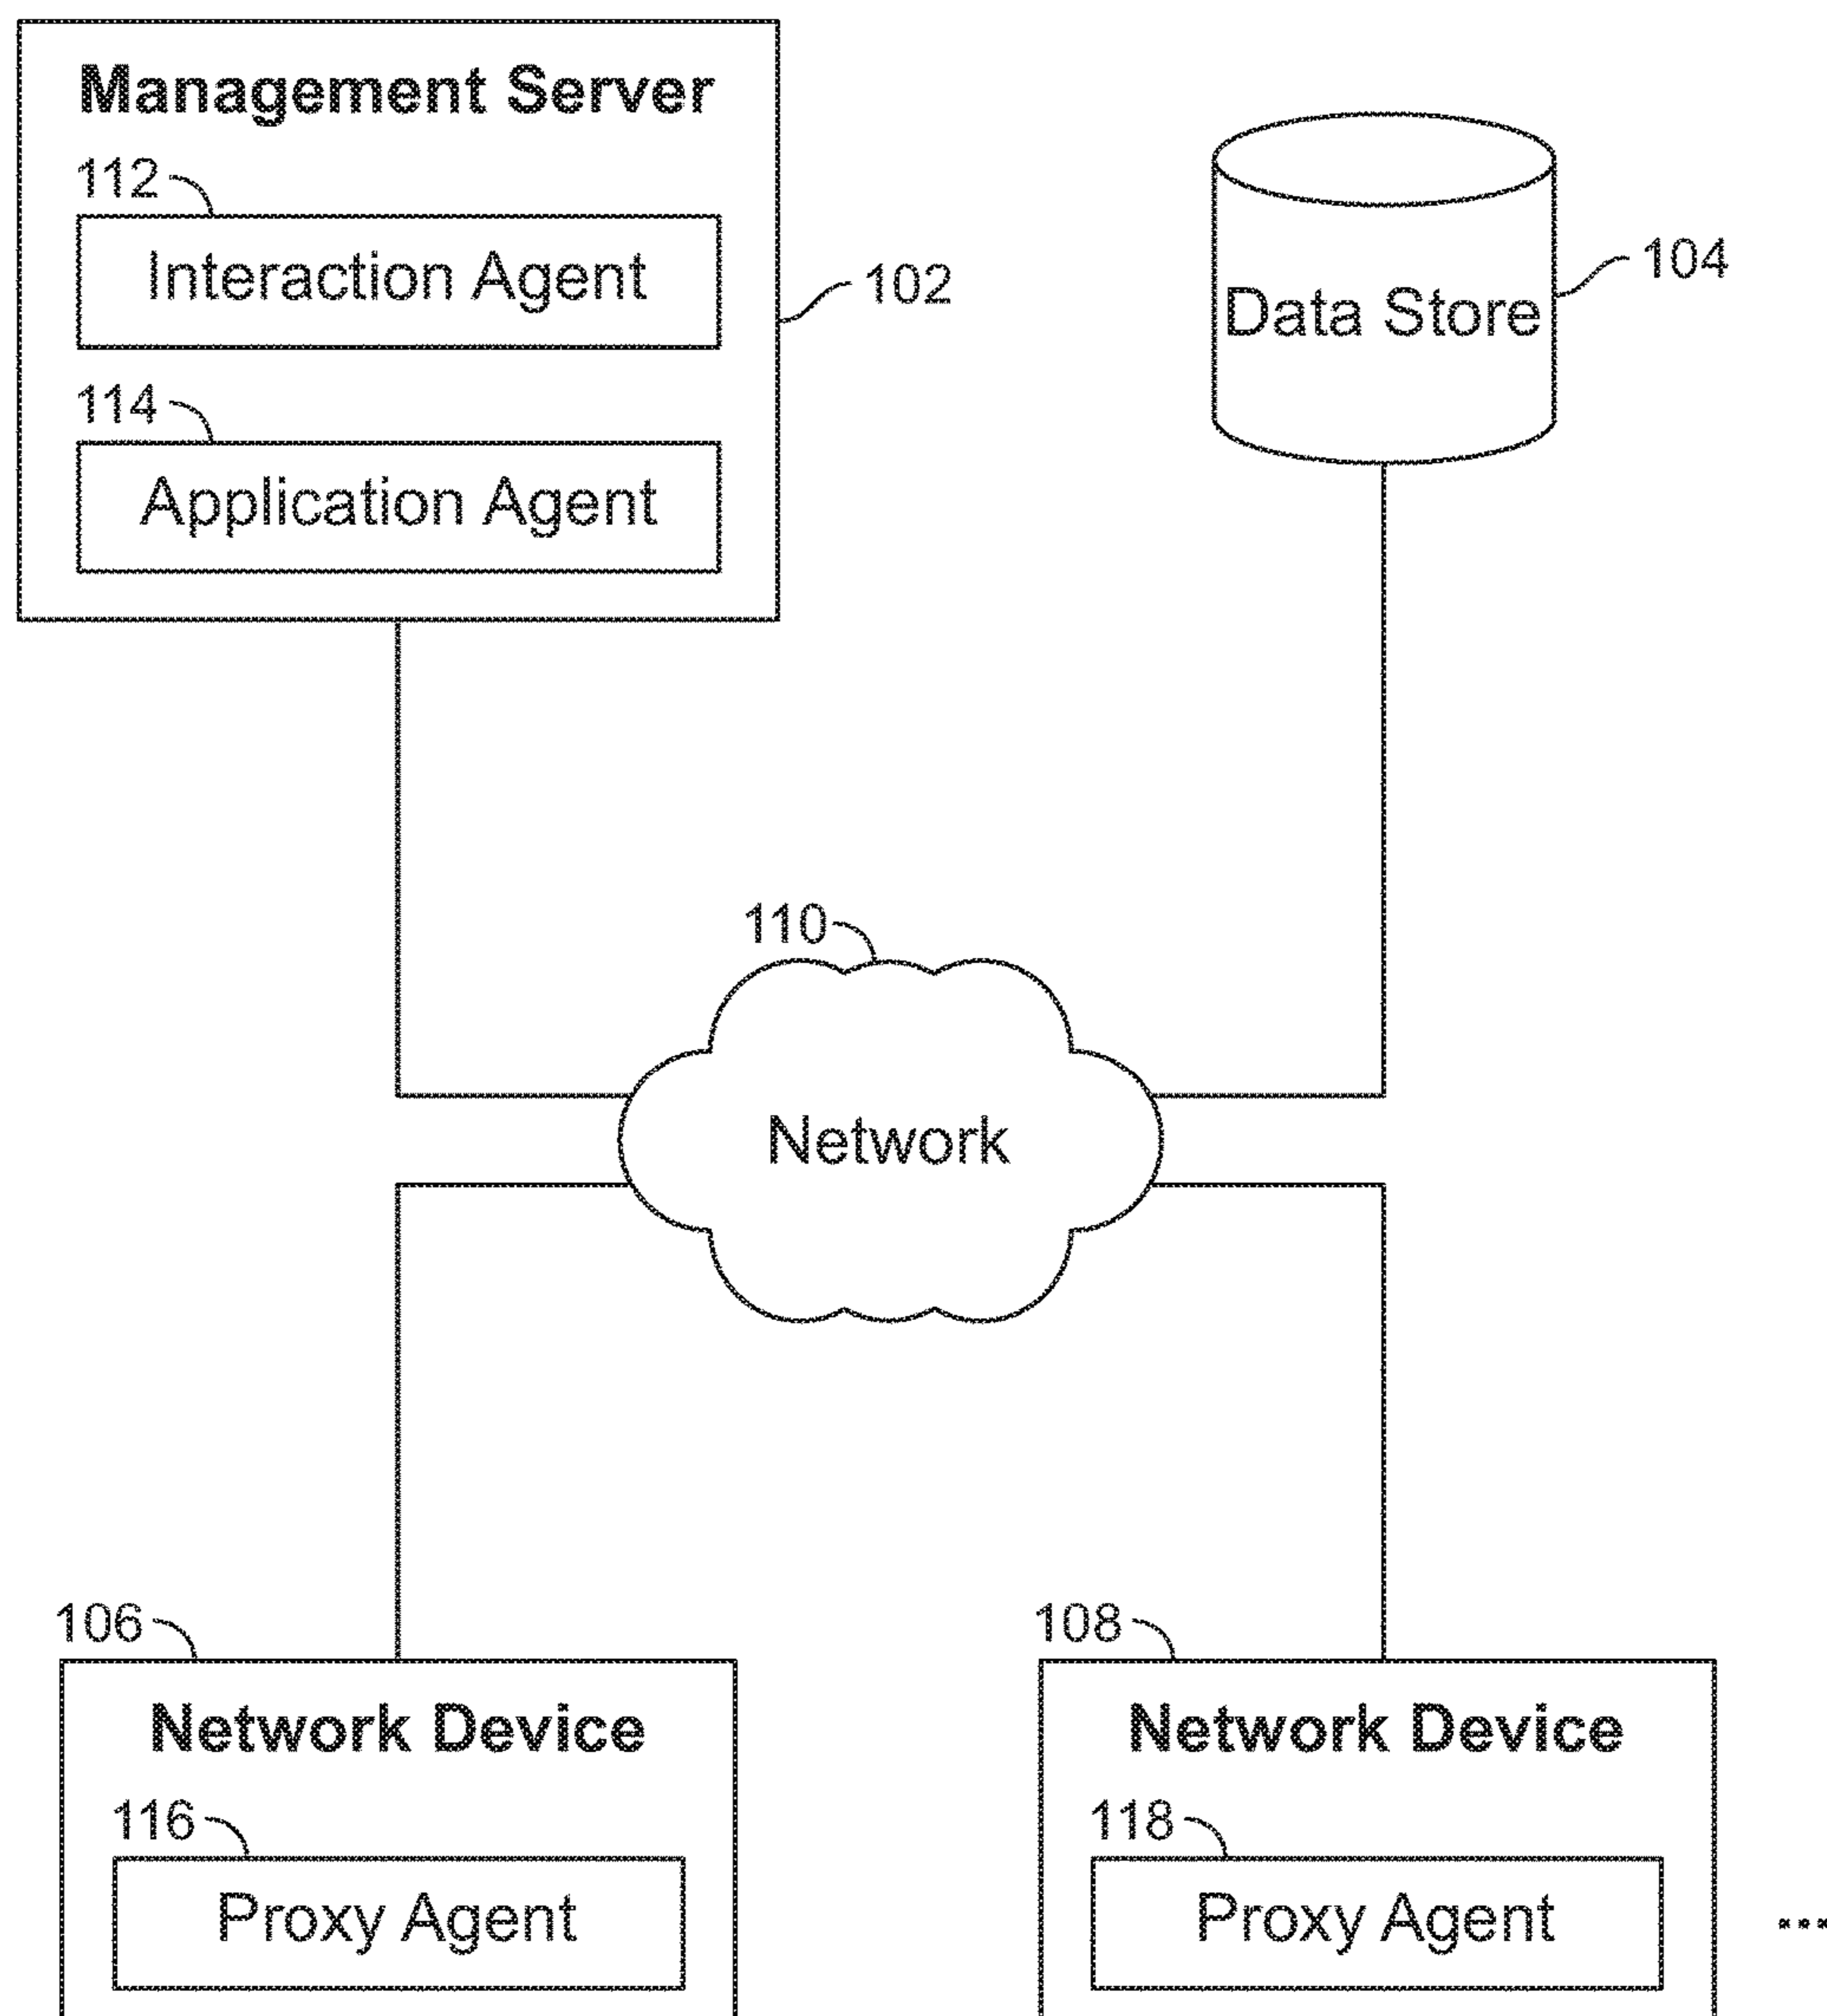 Management Server
112
Interaction Agent
102
114
Application Agent
104
Data Store
110
Network
106
Network Device
116
Proxy Agent
108
Network Device
118
Proxy Agent
...